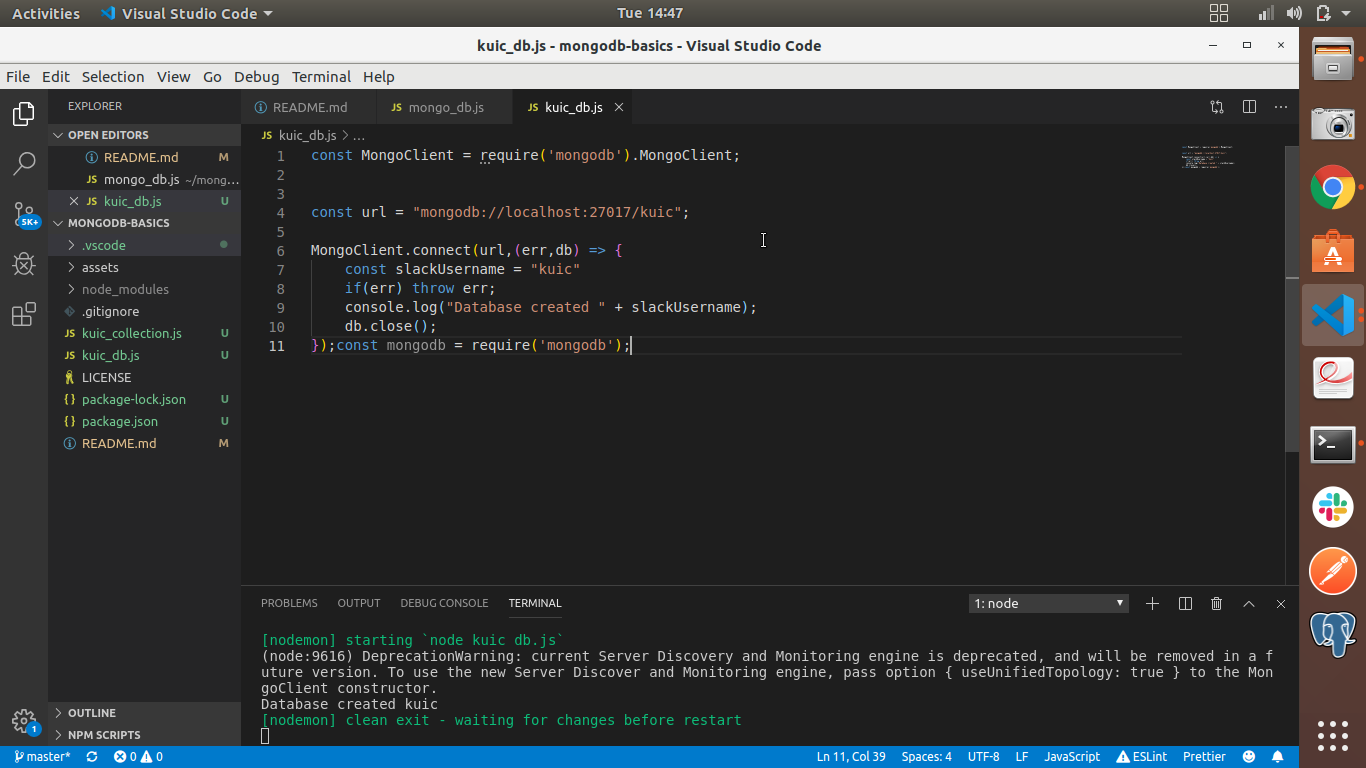 Activities
Visual Studio Code
Tue 14:47
kuic_db.js - mongodb-basics - Visual Studio Code
File Edit Selection View Go Debug Terminal Help
EXPLORER
OPEN EDITORS
README.md M
mongo_db.js ~/mong...
kuic_db.js U
MONGODB-BASICS
.vscode
assets
node_modules
.gitignore
kuic_collection.js U
kuic_db.js U
LICENSE
package-lock.json U
package.json U
README.md M
OUTLINE
NPM SCRIPTS
5K+
1
README.md
JS mongo_db.js
JS kuic_db.js
JS kuic_db.js > ...
1 const MongoClient = require('mongodb').MongoClient;
2
3
4 const url = "mongodb://localhost:27017/kuic";
5
6 MongoClient.connect(url,(err,db) => {
7 const slackUsername = "kuic"
8 if(err) throw err;
9 console.log("Database created " + slackUsername);
10 db.close();
11 });const mongodb = require('mongodb');
PROBLEMS OUTPUT DEBUG CONSOLE TERMINAL
1: node
[nodemon] starting `node kuic_db.js`
(node:9616) DeprecationWarning: current Server Discovery and Monitoring engine is deprecated, and will be removed in a f
uture version. To use the new Server Discover and Monitoring engine, pass option { useUnifiedTopology: true } to the Mon
goClient constructor.
Database created kuic
[nodemon] clean exit - waiting for changes before restart
master* 0 0
Ln 11, Col 39 Spaces: 4 UTF-8 LF JavaScript ESLint Prettier